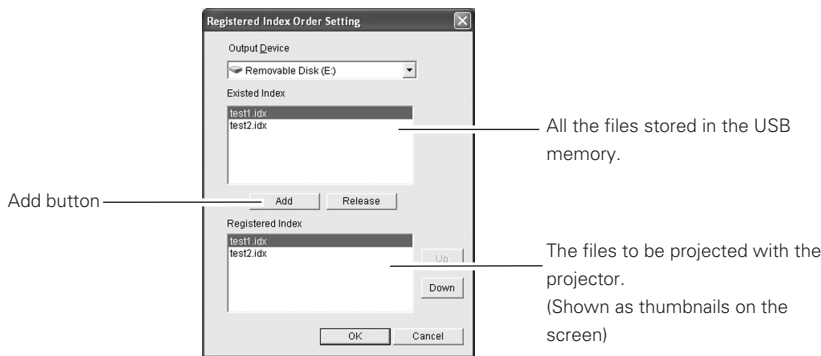 Registered Index Order Setting
Output Device
Removable Disk (E:)
Existed Index
test1.idx
test2.idx
All the files stored in the USB
memory.
Add button
Add
Release
Registered Index
test1.idx
test2.idx
Up
Down
The files to be projected with the
projector.
(Shown as thumbnails on the
screen)
OK
Cancel